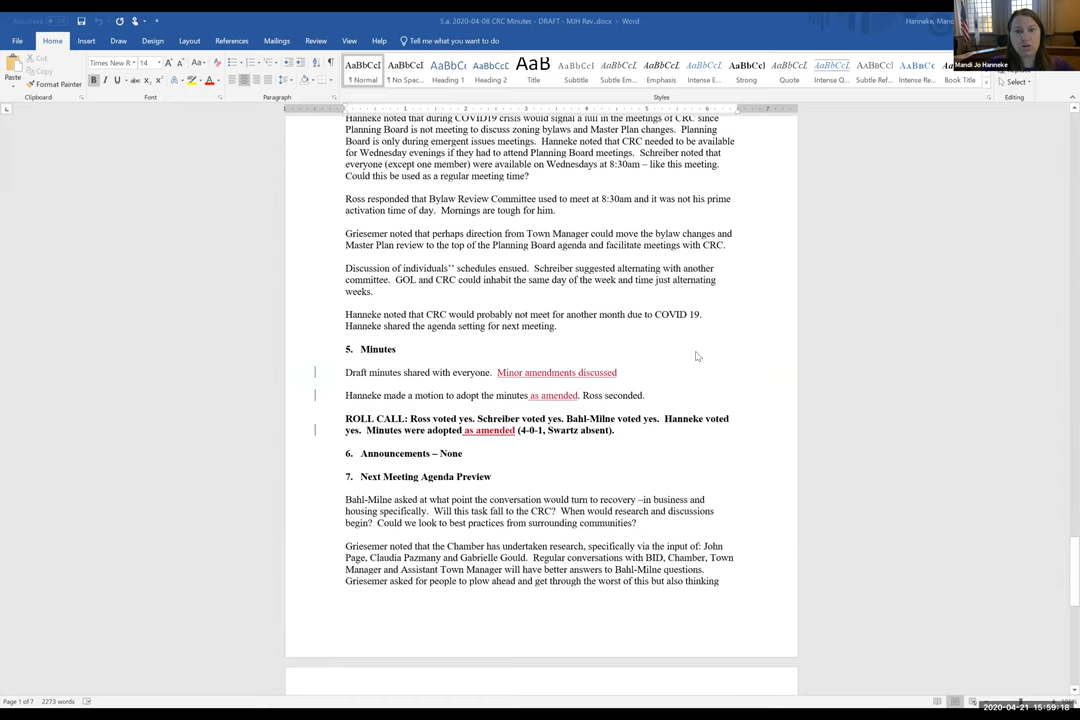 AutoSave
5.a. 2020-04-08 CRC Minutes - DRAFT - MJH Rev..docx - Word
Hanneke, Mand
File Home Insert Draw Design Layout References Mailings Review View Help Tell me what you want to do
Paste
Cut
Copy
Format Painter
Times New R 14
B I U
AaBbCcI AaBbCcI AaBbC AaBbCc AaB AaBbCcI AaBbCcI AaBbCcI AaBbCcI AaBbCcI AaBbCcI AaBbCcI AaBbCcI AaBbCcI AaBbCcI AaBbCcI
¶ Normal ¶ No Spac... Heading 1 Heading 2 Title Subtitle Subtle Em... Emphasis Intense E... Strong Quote Intense Q... Subtle Ref... Intense Re... Book Title
Select
Clipboard Font Paragraph Styles Editing
Mandi Jo Hanneke
1 1 2 3 4 5 6 7
Hanneke noted that during COVID19 crisis would signal a lull in the meetings of CRC since
Planning Board is not meeting to discuss zoning bylaws and Master Plan changes. Planning
Board is only during emergent issues meetings. Hanneke noted that CRC needed to be available
for Wednesday evenings if they had to attend Planning Board meetings. Schreiber noted that
everyone (except one member) were available on Wednesdays at 8:30am – like this meeting.
Could this be used as a regular meeting time?
Ross responded that Bylaw Review Committee used to meet at 8:30am and it was not his prime
activation time of day. Mornings are tough for him.
Griesemer noted that perhaps direction from Town Manager could move the bylaw changes and
Master Plan review to the top of the Planning Board agenda and facilitate meetings with CRC.
Discussion of individuals’’ schedules ensued. Schreiber suggested alternating with another
committee. GOL and CRC could inhabit the same day of the week and time just alternating
weeks.
Hanneke noted that CRC would probably not meet for another month due to COVID 19.
Hanneke shared the agenda setting for next meeting.
5. Minutes
Draft minutes shared with everyone. Minor amendments discussed
Hanneke made a motion to adopt the minutes as amended. Ross seconded.
ROLL CALL: Ross voted yes. Schreiber voted yes. Bahl-Milne voted yes. Hanneke voted
yes. Minutes were adopted as amended (4-0-1, Swartz absent).
6. Announcements – None
7. Next Meeting Agenda Preview
Bahl-Milne asked at what point the conversation would turn to recovery –in business and
housing specifically. Will this task fall to the CRC? When would research and discussions
begin? Could we look to best practices from surrounding communities?
Griesemer noted that the Chamber has undertaken research, specifically via the input of: John
Page, Claudia Pazmany and Gabrielle Gould. Regular conversations with BID, Chamber, Town
Manager and Assistant Town Manager will have better answers to Bahl-Milne questions.
Griesemer asked for people to plow ahead and get through the worst of this but also thinking
Page 1 of 7 2273 words
2020-04-21 15:59:18